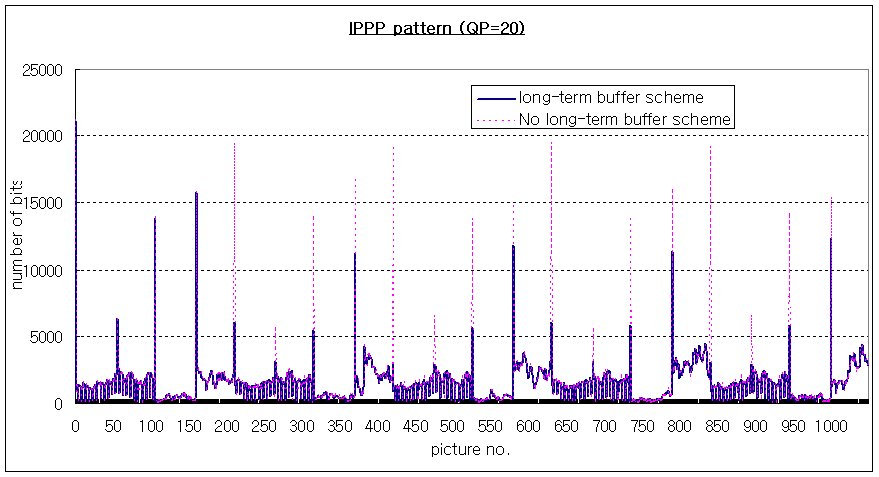 IPPP pattern (QP=20)
25000
20000
15000
10000
5000
0
number of bits
long-term buffer scheme
No long-term buffer scheme
0 50 100 150 200 250 300 350 400 450 500 550 600 650 700 750 800 850 900 950 1000
picture no.